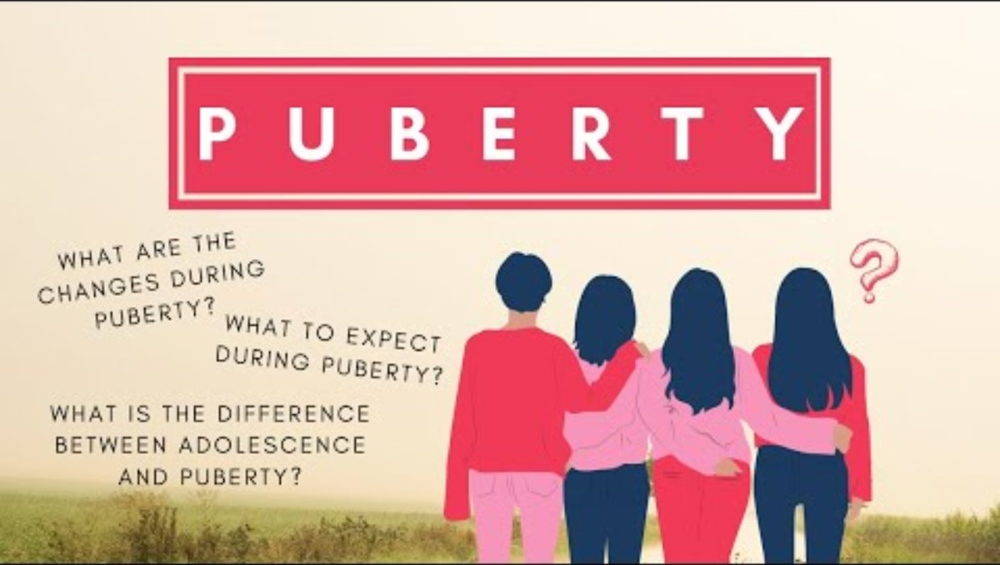 PUBERTY
WHAT ARE THE
CHANGES DURING
PUBERTY?
WHAT TO EXPECT
DURING PUBERTY?
WHAT IS THE DIFFERENCE
BETWEEN ADOLESCENCE
AND PUBERTY?
?